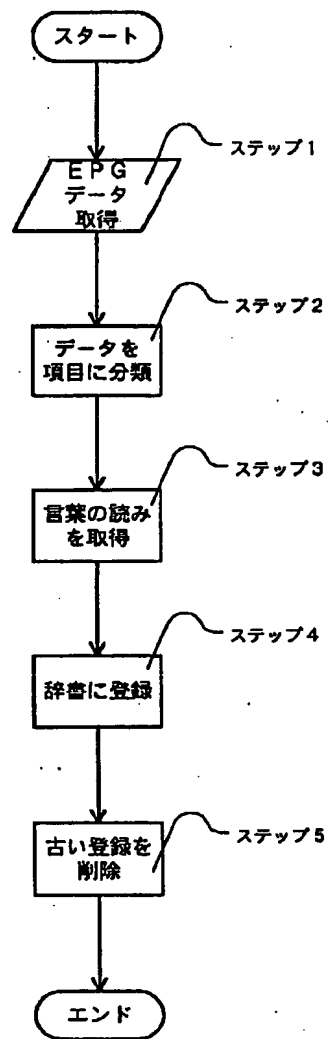 スタート
ステップ1
EPG
データ
取得
ステップ2
データを
項目に分類
ステップ3
言葉の読み
を取得
ステップ4
辞書に登録
ステップ5
古い登録を
削除
エンド